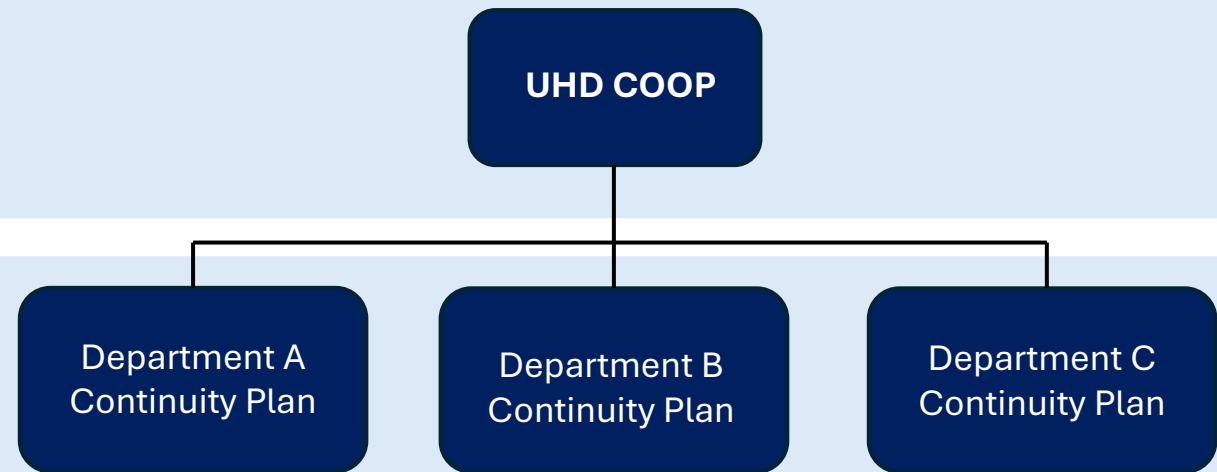 UHD COOP
Department A
Continuity Plan
Department B
Continuity Plan
Department C
Continuity Plan